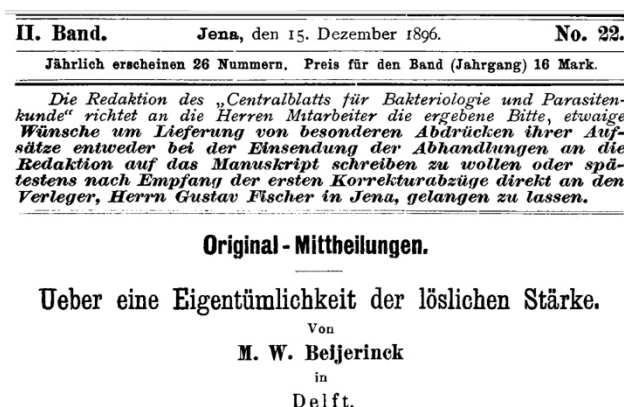 II. Band. Jena, den 15. Dezember 1896. No. 22.
Jährlich erscheinen 26 Nummern. Preis für den Band (Jahrgang) 16 Mark.
Die Redaktion des „Centralblatts für Bakteriologie und Parasiten-
kunde“ richtet an die Herren Mitarbeiter die ergebene Bitte, etwaige
Wünsche um Lieferung von besonderen Abdrücken ihrer Auf-
sätze entweder bei der Einsendung der Abhandlungen an die
Redaktion auf das Manuskript schreiben zu wollen oder spä-
testens nach Empfang der ersten Korrekturabzüge direkt an den
Verleger, Herrn Gustav Fischer in Jena, gelangen zu lassen.
Original-Mittheilungen.
Ueber eine Eigentümlichkeit der löslichen Stärke.
Von
M. W. Beijerinck
in
Delft.